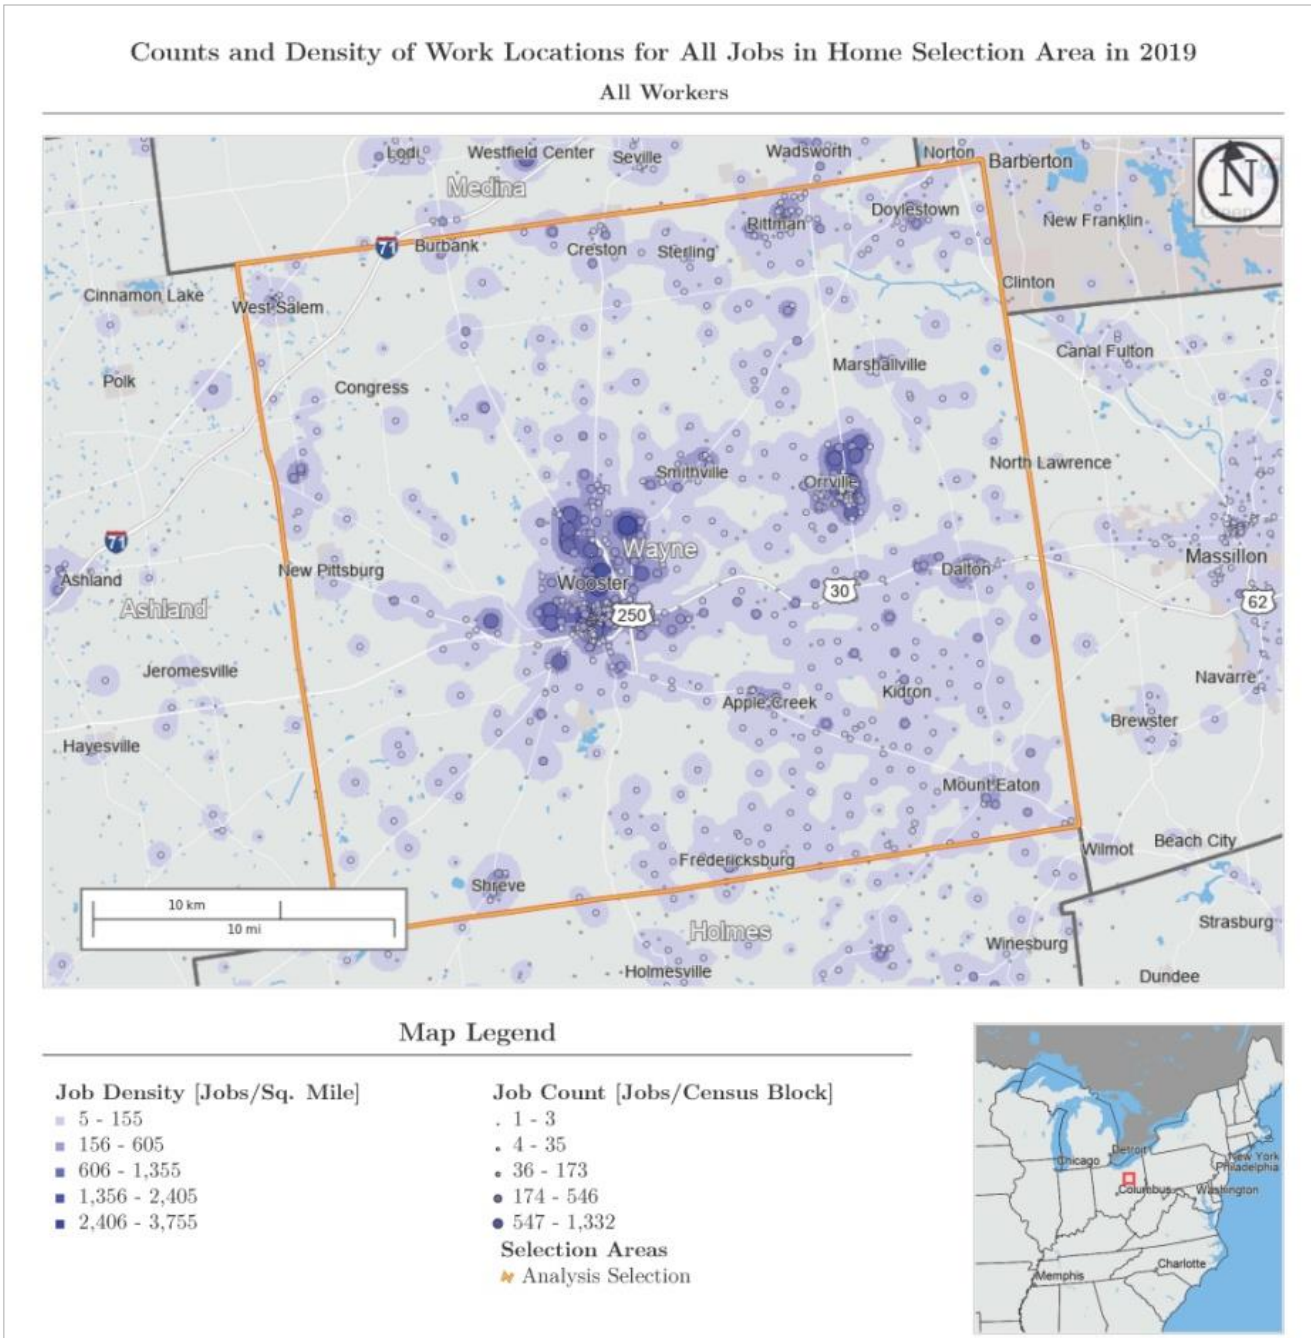 Counts and Density of Work Locations for All Jobs in Home Selection Area in 2019
All Workers
Lodi
Westfield Center
Seville
Wadsworth
Norton
Barberton
N
Medina
Doylestown
New Franklin
Rittman
71
Burbank
Creston
Sterling
Clinton
Cinnamon Lake
West Salem
Canal Fulton
Marshallville
Polk
Congress
North Lawrence
Smithville
Orrville
71
Wayne
Massillon
Ashland
New Pittsburg
Wooster
Dalton
30
62
Ashland
250
Jeromesville
Navarre
Kidron
Apple Creek
Brewster
Hayesville
Mount Eaton
Beach City
Wilmot
Fredericksburg
Shreve
10 km
10 mi
Strasburg
Holmes
Winesburg
Holmesville
Dundee
Map Legend
Job Density [Jobs/Sq. Mile]
5 - 155
156 - 605
606 - 1,355
1,356 - 2,405
2,406 - 3,755
Job Count [Jobs/Census Block]
1 - 3
4 - 35
36 - 173
174 - 546
547 - 1,332
Selection Areas
Analysis Selection
Detroit
Chicago
New York
Philadelphia
Columbus
Washington
Charlotte
Memphis